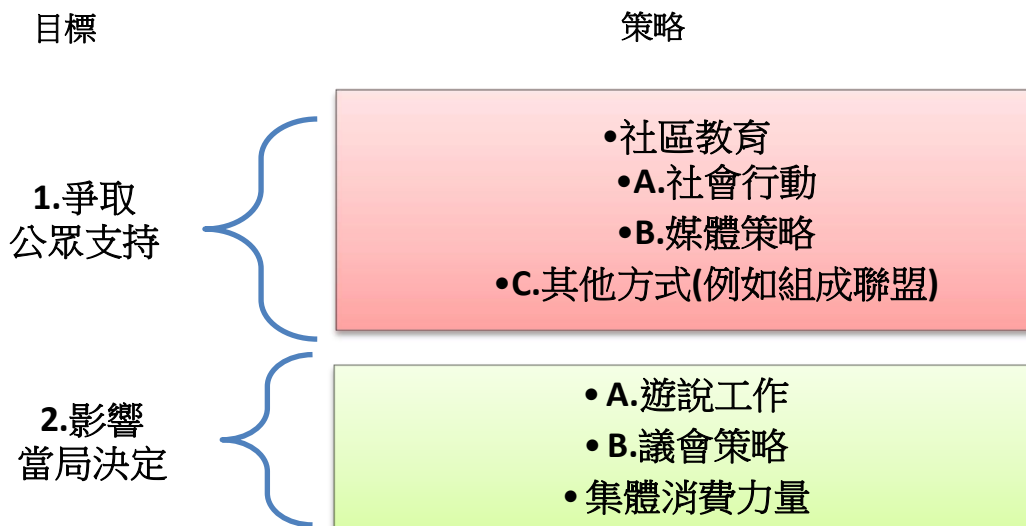 目標
策略
1.爭取
公眾支持
•社區教育
•A.社會行動
•B.媒體策略
•C.其他方式(例如組成聯盟)
2.影響
當局決定
• A.遊說工作
• B.議會策略
• 集體消費力量